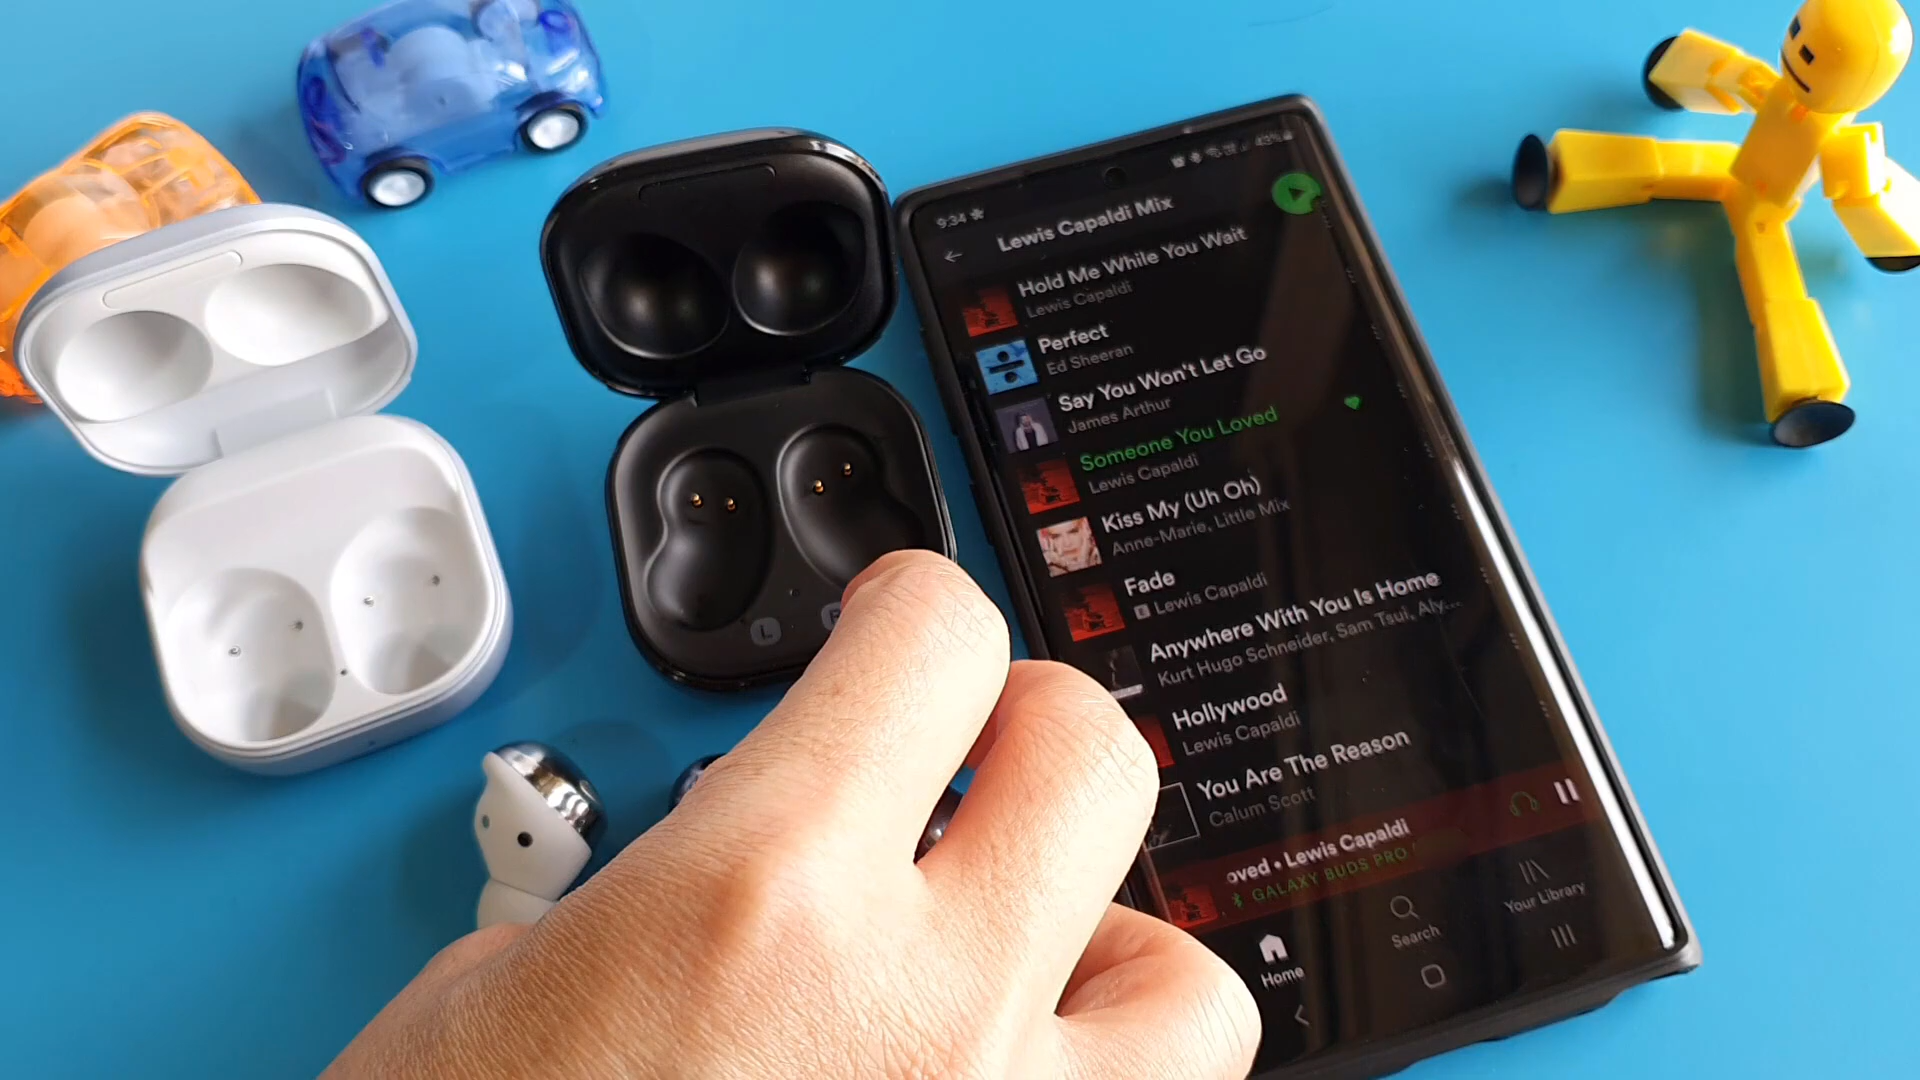 9:34
43%
Lewis Capaldi Mix
Hold Me While You Wait
Lewis Capaldi
Perfect
Ed Sheeran
Say You Won't Let Go
James Arthur
Someone You Loved
Lewis Capaldi
Kiss My (Uh Oh)
Anne-Marie, Little Mix
Fade
E Lewis Capaldi
Anywhere With You Is Home
Kurt Hugo Schneider, Sam Tsui, Aly...
Hollywood
Lewis Capaldi
You Are The Reason
Calum Scott
oved • Lewis Capaldi
GALAXY BUDS PRO
Home
Search
Your Library
L
R